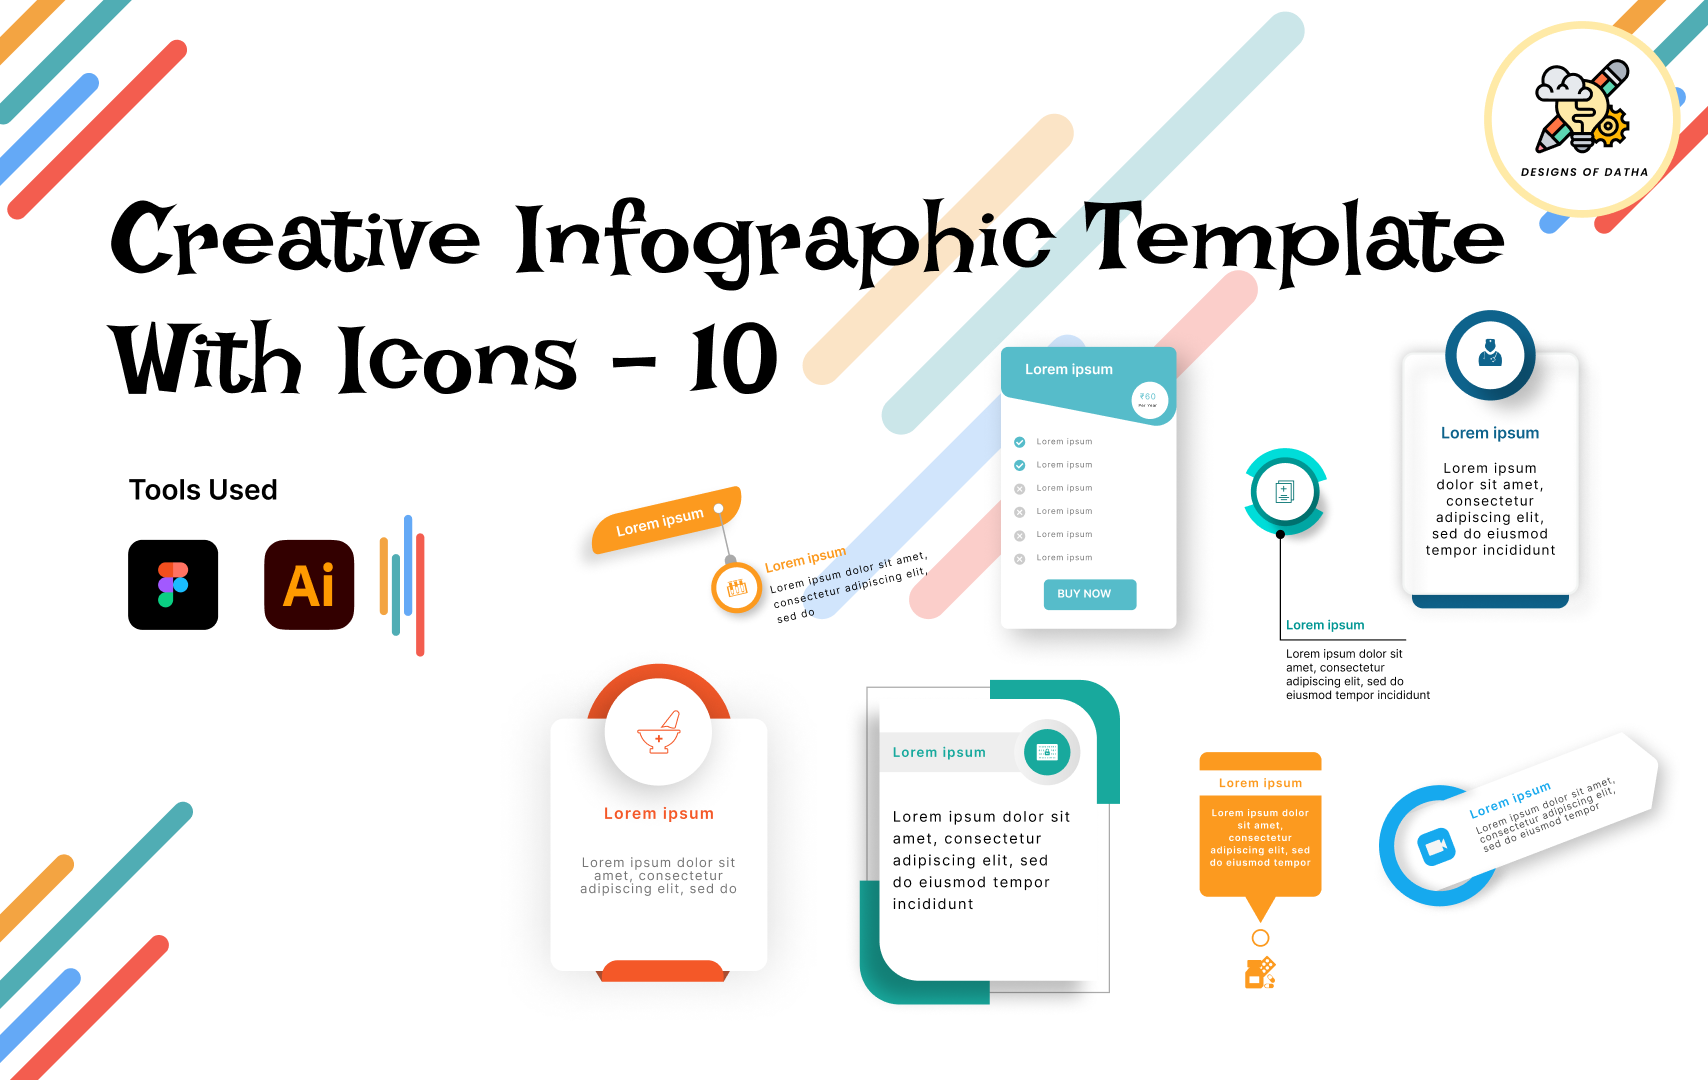 DESIGNS OF DATHA
Creative Infographic Template
With Icons - 10
Tools Used
Ai
Lorem ipsum
Lorem ipsum
Lorem ipsum dolor sit amet,
consectetur adipiscing elit,
sed do
Lorem ipsum
₹60
Per Year
Lorem ipsum
Lorem ipsum
Lorem ipsum
Lorem ipsum
Lorem ipsum
Lorem ipsum
BUY NOW
Lorem ipsum
Lorem ipsum dolor sit
amet, consectetur
adipiscing elit, sed do
eiusmod tempor incididunt
Lorem ipsum
Lorem ipsum
dolor sit amet,
consectetur
adipiscing elit,
sed do eiusmod
tempor incididunt
Lorem ipsum
Lorem ipsum dolor sit
amet, consectetur
adipiscing elit, sed do
Lorem ipsum
Lorem ipsum dolor sit
amet, consectetur
adipiscing elit, sed
do eiusmod tempor
incididunt
Lorem ipsum
Lorem ipsum dolor
sit amet,
consectetur
adipiscing elit, sed
do eiusmod tempor
Lorem ipsum
Lorem ipsum dolor sit amet,
consectetur adipiscing elit,
sed do eiusmod tempor